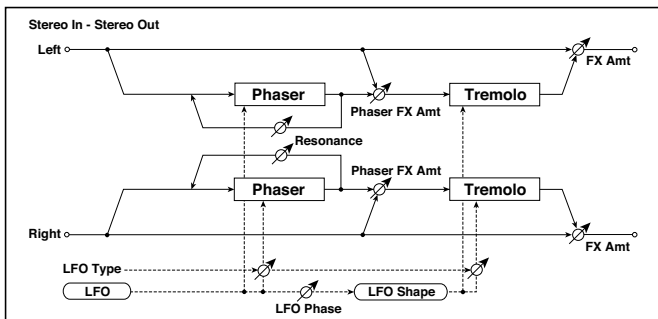 Stereo In - Stereo Out
Left
FX Amt
Phaser
Phaser FX Amt
Tremolo
Resonance
Phaser FX Amt
Phaser
Tremolo
Right
FX Amt
LFO Type
LFO
LFO Phase
LFO Shape